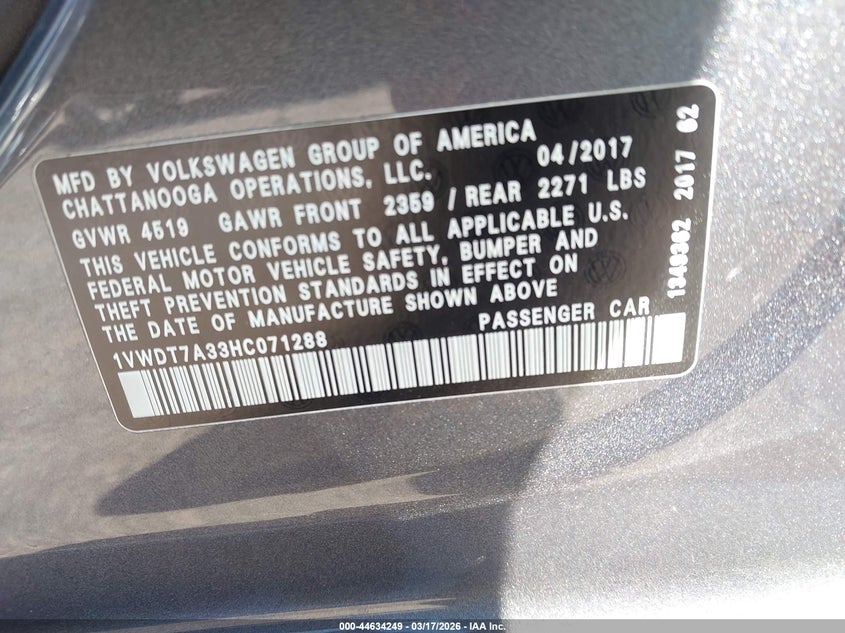 MFD BY VOLKSWAGEN GROUP OF AMERICA
CHATTANOOGA OPERATIONS, LLC. 04/2017
GVWR 4519 GAWR FRONT 2359 / REAR 2271 LBS
THIS VEHICLE CONFORMS TO ALL APPLICABLE U.S.
FEDERAL MOTOR VEHICLE SAFETY, BUMPER AND
THEFT PREVENTION STANDARDS IN EFFECT ON
THE DATE OF MANUFACTURE SHOWN ABOVE
1VWDT7A33HC071288 PASSENGER CAR
1349362 2017 02
000-44634249 | 03/17/2026 | IAA Inc.